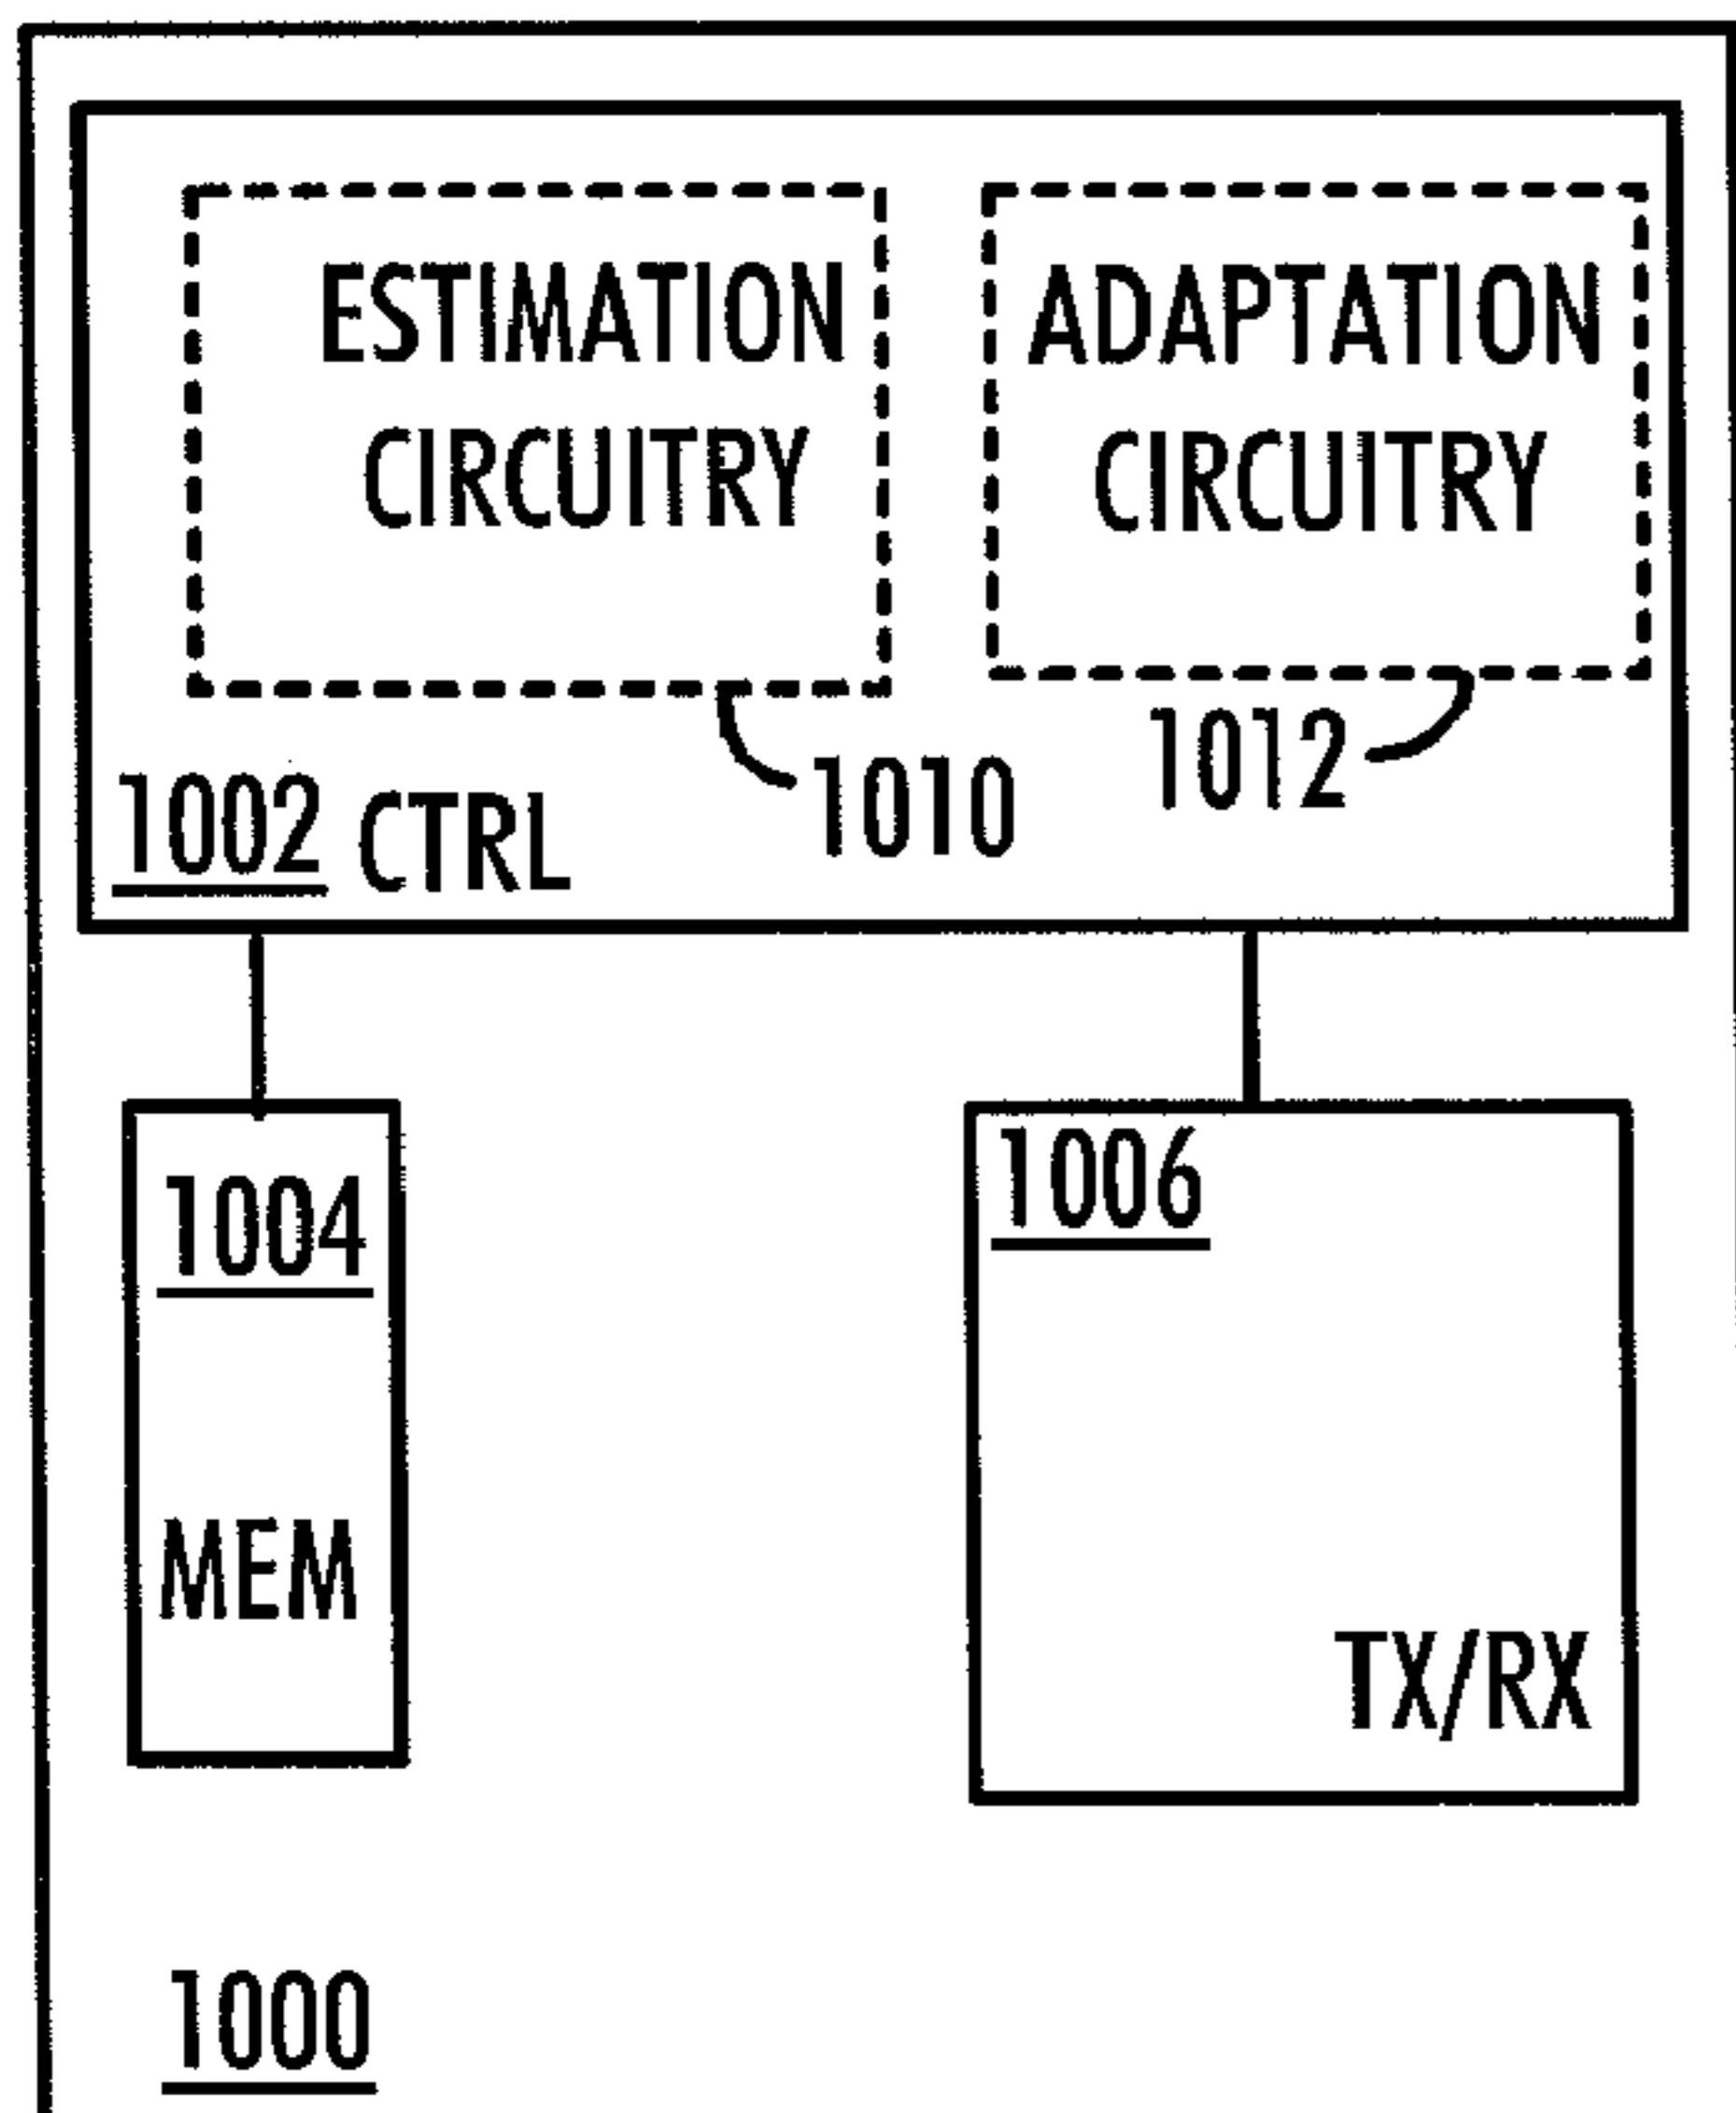 ESTIMATION
CIRCUITRY
ADAPTATION
CIRCUITRY
1010
1012
1002 CTRL
1004
MEM
1006
TX/RX
1000